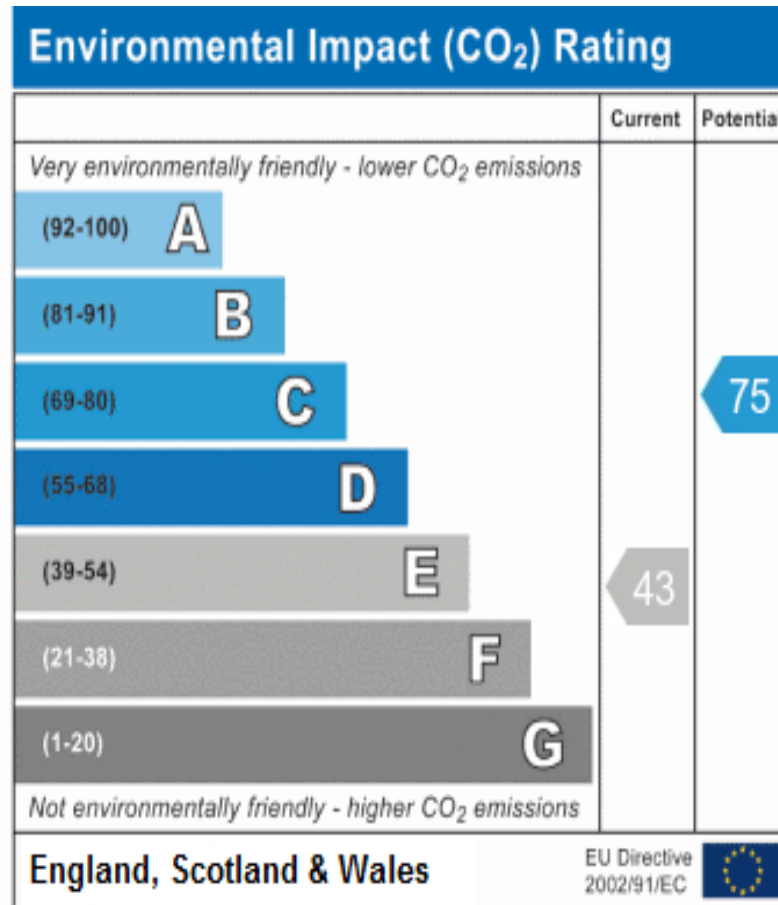 Environmental Impact (CO₂) Rating
Current Potentia
Very environmentally friendly - lower CO₂ emissions
(92-100) A
(81-91) B
(69-80) C
75
(55-68) D
(39-54) E
43
(21-38) F
(1-20) G
Not environmentally friendly - higher CO₂ emissions
England, Scotland & Wales
EU Directive
2002/91/EC